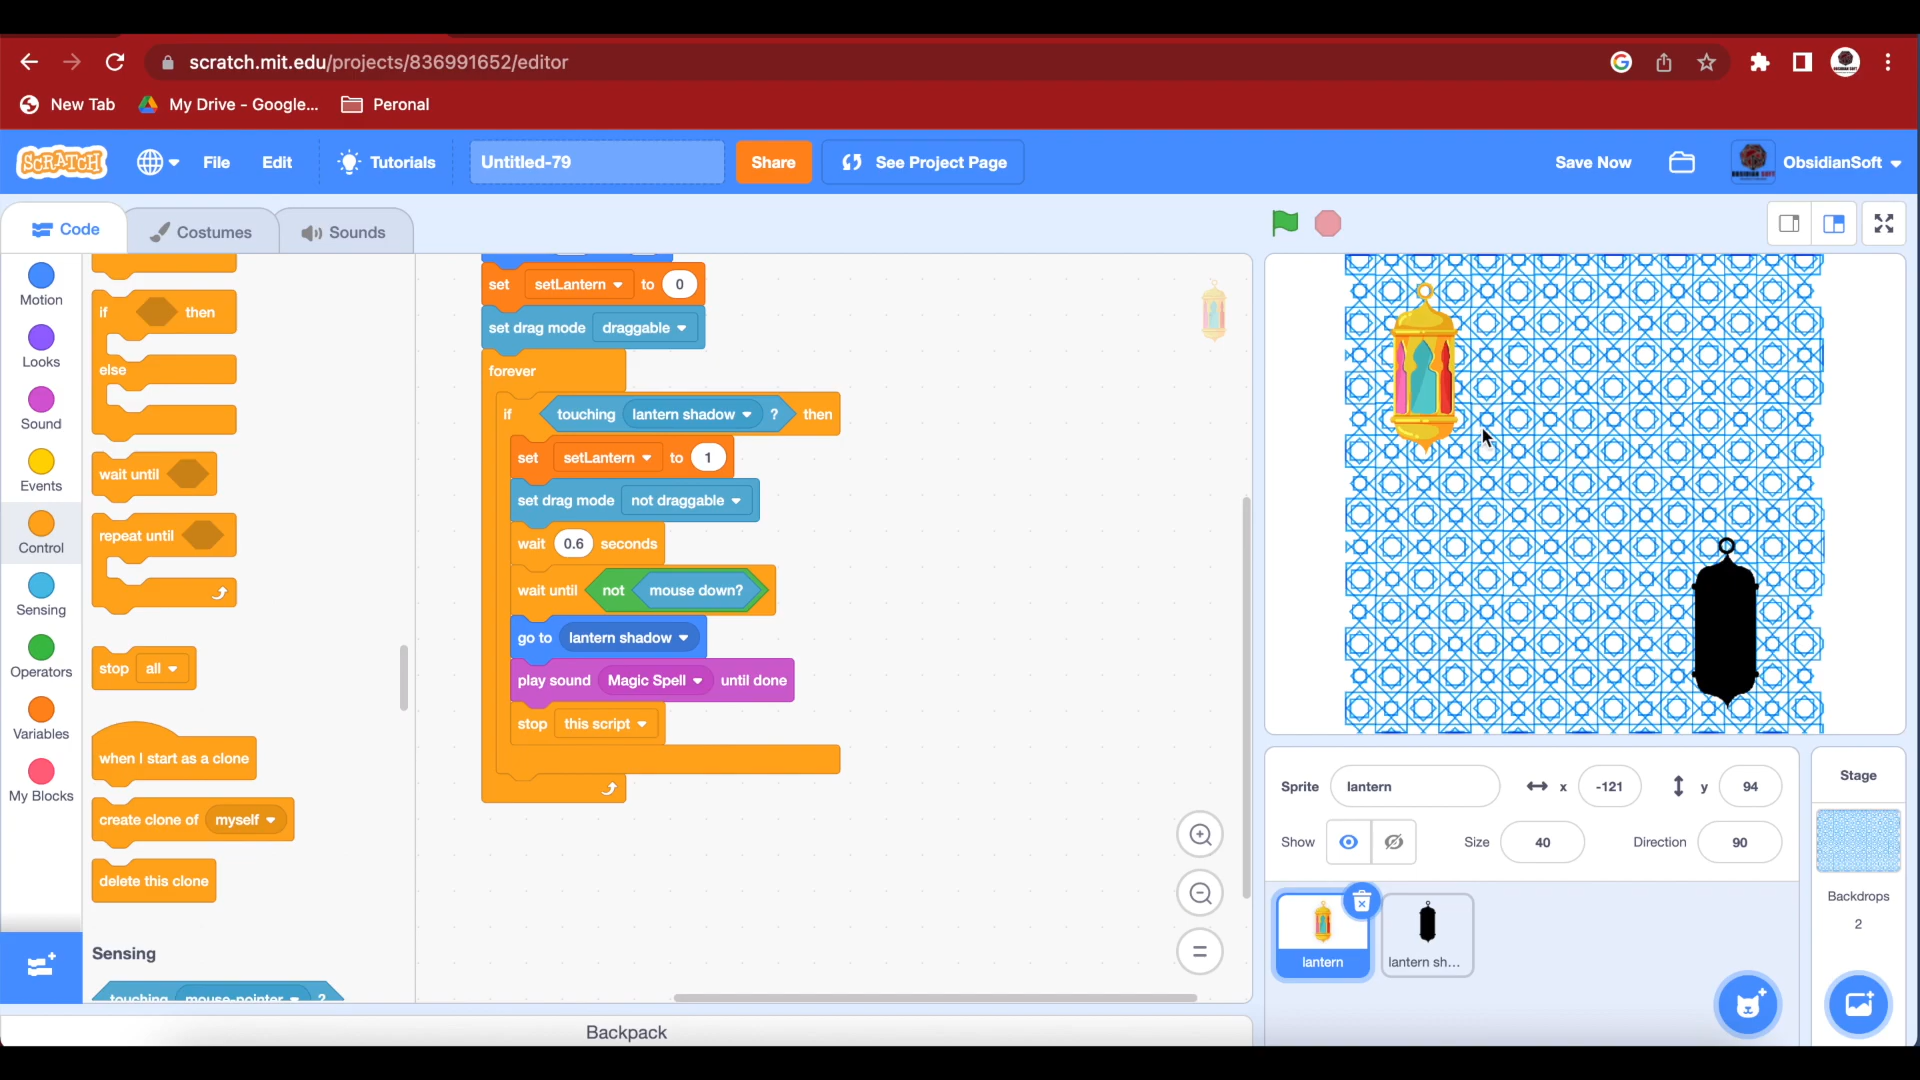 scratch.mit.edu/projects/836991652/editor
New Tab My Drive - Google... Peronal
SCRATCH File Edit Tutorials Untitled-79 Share See Project Page Save Now ObsidianSoft
Code Costumes Sounds
Motion
Looks
Sound
Events
Control
Sensing
Operators
Variables
My Blocks
if then
else
wait until
repeat until
stop all
when I start as a clone
create clone of myself
delete this clone
Sensing
touching mouse-pointer ?
set setLantern to 0
set drag mode draggable
forever
if touching lantern shadow ? then
set setLantern to 1
set drag mode not draggable
wait 0.6 seconds
wait until not mouse down?
go to lantern shadow
play sound Magic Spell until done
stop this script
Backpack
Sprite lantern x -121 y 94
Show Size 40 Direction 90
lantern lantern sh...
Stage
Backdrops
2